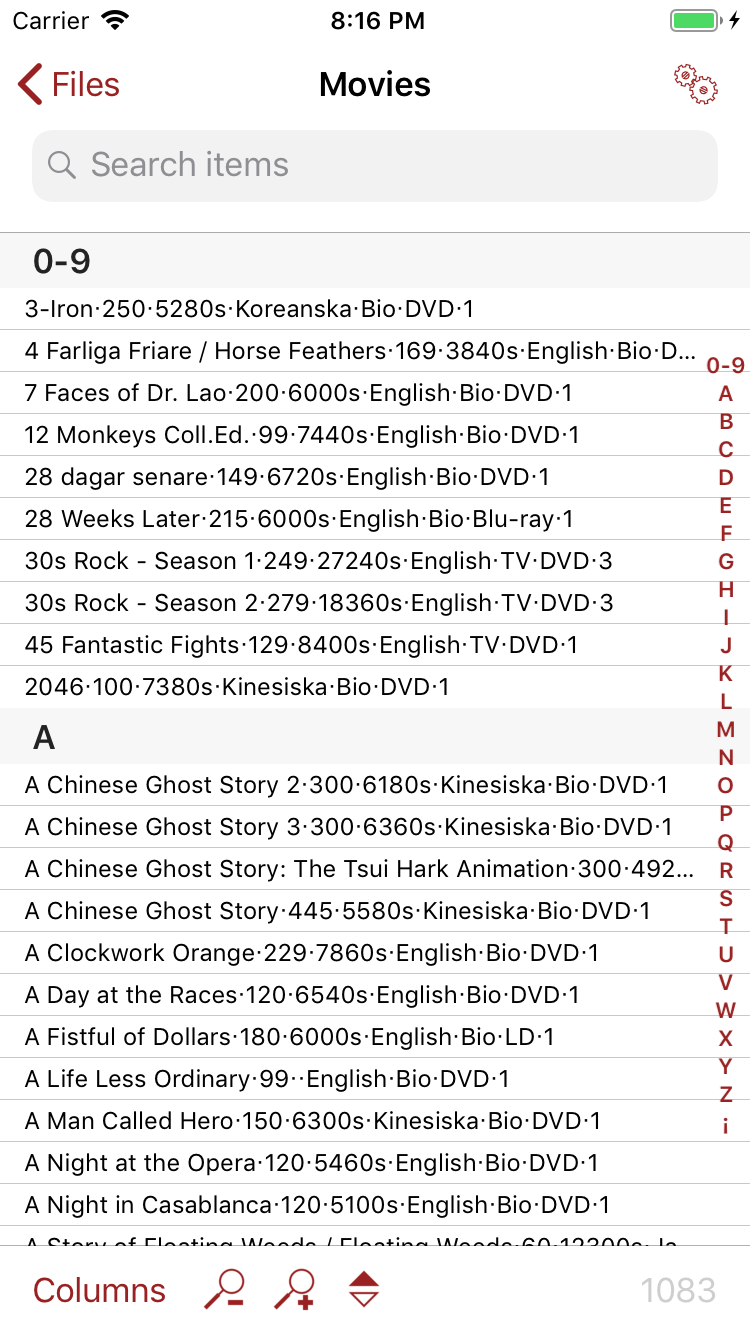 Carrier 8:16 PM
Files Movies
Search items
0-9
3-Iron·250·5280s·Koreanska·Bio·DVD·1
4 Farliga Friare / Horse Feathers·169·3840s·English·Bio·D...
7 Faces of Dr. Lao·200·6000s·English·Bio·DVD·1
12 Monkeys Coll.Ed.·99·7440s·English·Bio·DVD·1
28 dagar senare·149·6720s·English·Bio·DVD·1
28 Weeks Later·215·6000s·English·Bio·Blu-ray·1
30s Rock - Season 1·249·27240s·English·TV·DVD·3
30s Rock - Season 2·279·18360s·English·TV·DVD·3
45 Fantastic Fights·129·8400s·English·TV·DVD·1
2046·100·7380s·Kinesiska·Bio·DVD·1
A
A Chinese Ghost Story 2·300·6180s·Kinesiska·Bio·DVD·1
A Chinese Ghost Story 3·300·6360s·Kinesiska·Bio·DVD·1
A Chinese Ghost Story: The Tsui Hark Animation·300·492...
A Chinese Ghost Story·445·5580s·Kinesiska·Bio·DVD·1
A Clockwork Orange·229·7860s·English·Bio·DVD·1
A Day at the Races·120·6540s·English·Bio·DVD·1
A Fistful of Dollars·180·6000s·English·Bio·LD·1
A Life Less Ordinary·99··English·Bio·DVD·1
A Man Called Hero·150·6300s·Kinesiska·Bio·DVD·1
A Night at the Opera·120·5460s·English·Bio·DVD·1
A Night in Casablanca·120·5100s·English·Bio·DVD·1
A Story of Floating Weeds / Floating Weeds·60·12300s·Ja
0-9
A
B
C
D
E
F
G
H
I
J
K
L
M
N
O
P
Q
R
S
T
U
V
W
X
Y
Z
i
Columns 1083